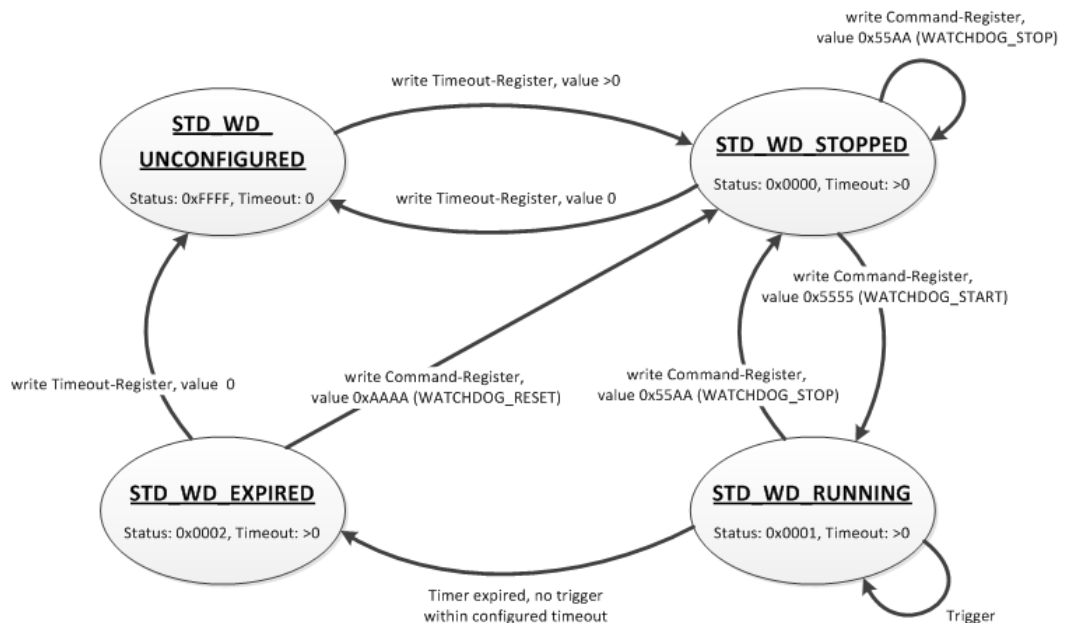 write Command-Register,
value 0x55AA (WATCHDOG_STOP)
write Timeout-Register, value >0
STD_WD_
UNCONFIGURED
Status: 0xFFFF, Timeout: 0
STD_WD_STOPPED
Status: 0x0000, Timeout: >0
write Timeout-Register, value 0
write Command-Register,
value 0x5555 (WATCHDOG_START)
write Timeout-Register, value  0
write Command-Register,
value 0xAAAA (WATCHDOG_RESET)
write Command-Register,
value 0x55AA (WATCHDOG_STOP)
STD_WD_EXPIRED
Status: 0x0002, Timeout: >0
STD_WD_RUNNING
Status: 0x0001, Timeout: >0
Timer expired, no trigger
within configured timeout
Trigger